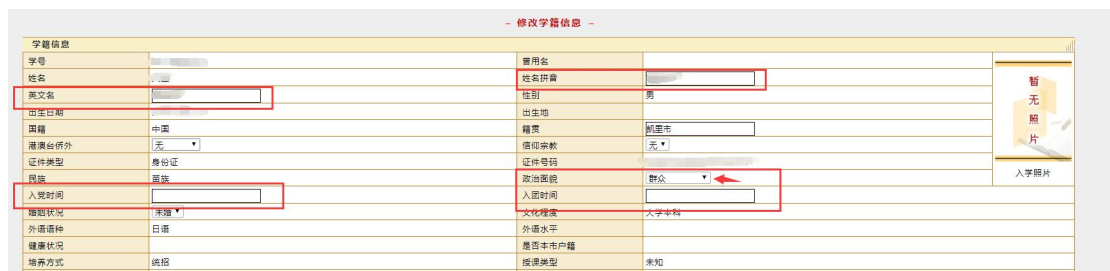 - 修改学籍信息 -
学籍信息
学号 曾用名
姓名 姓名拼音
英文名 性别 男
出生日期 出生地
国籍 中国 籍贯 凯里市
港澳台侨外 无 信仰宗教 无
证件类型 身份证 证件号码
民族 苗族 政治面貌 群众
入党时间 入团时间
婚姻状况 未婚 文化程度 大学本科
外语语种 日语 外语水平
健康状况 是否本市户籍
培养方式 统招 授课类型 未知
暂
无
照
片
入学照片